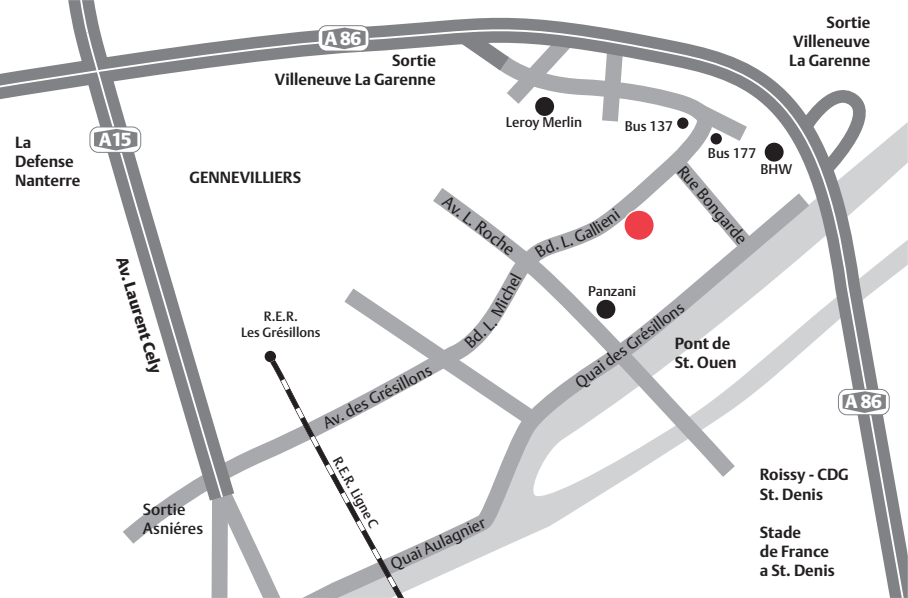 A 86
Sortie
Villeneuve La Garenne
Sortie
Villeneuve
La Garenne
Leroy Merlin
Bus 137
Bus 177
BHW
La
Defense
Nanterre
A15
GENNEVILLIERS
Av. L. Roche
Bd. L. Gallieni
Rue Bongarde
Av. Laurent Cely
R.E.R.
Les Grésillons
Bd. L. Michel
Panzani
Quai des Grésillons
Pont de
St. Ouen
Av. des Grésillons
A 86
R.E.R. Ligne C
Sortie
Asniéres
Quai Aulagnier
Roissy - CDG
St. Denis
Stade
de France
a St. Denis